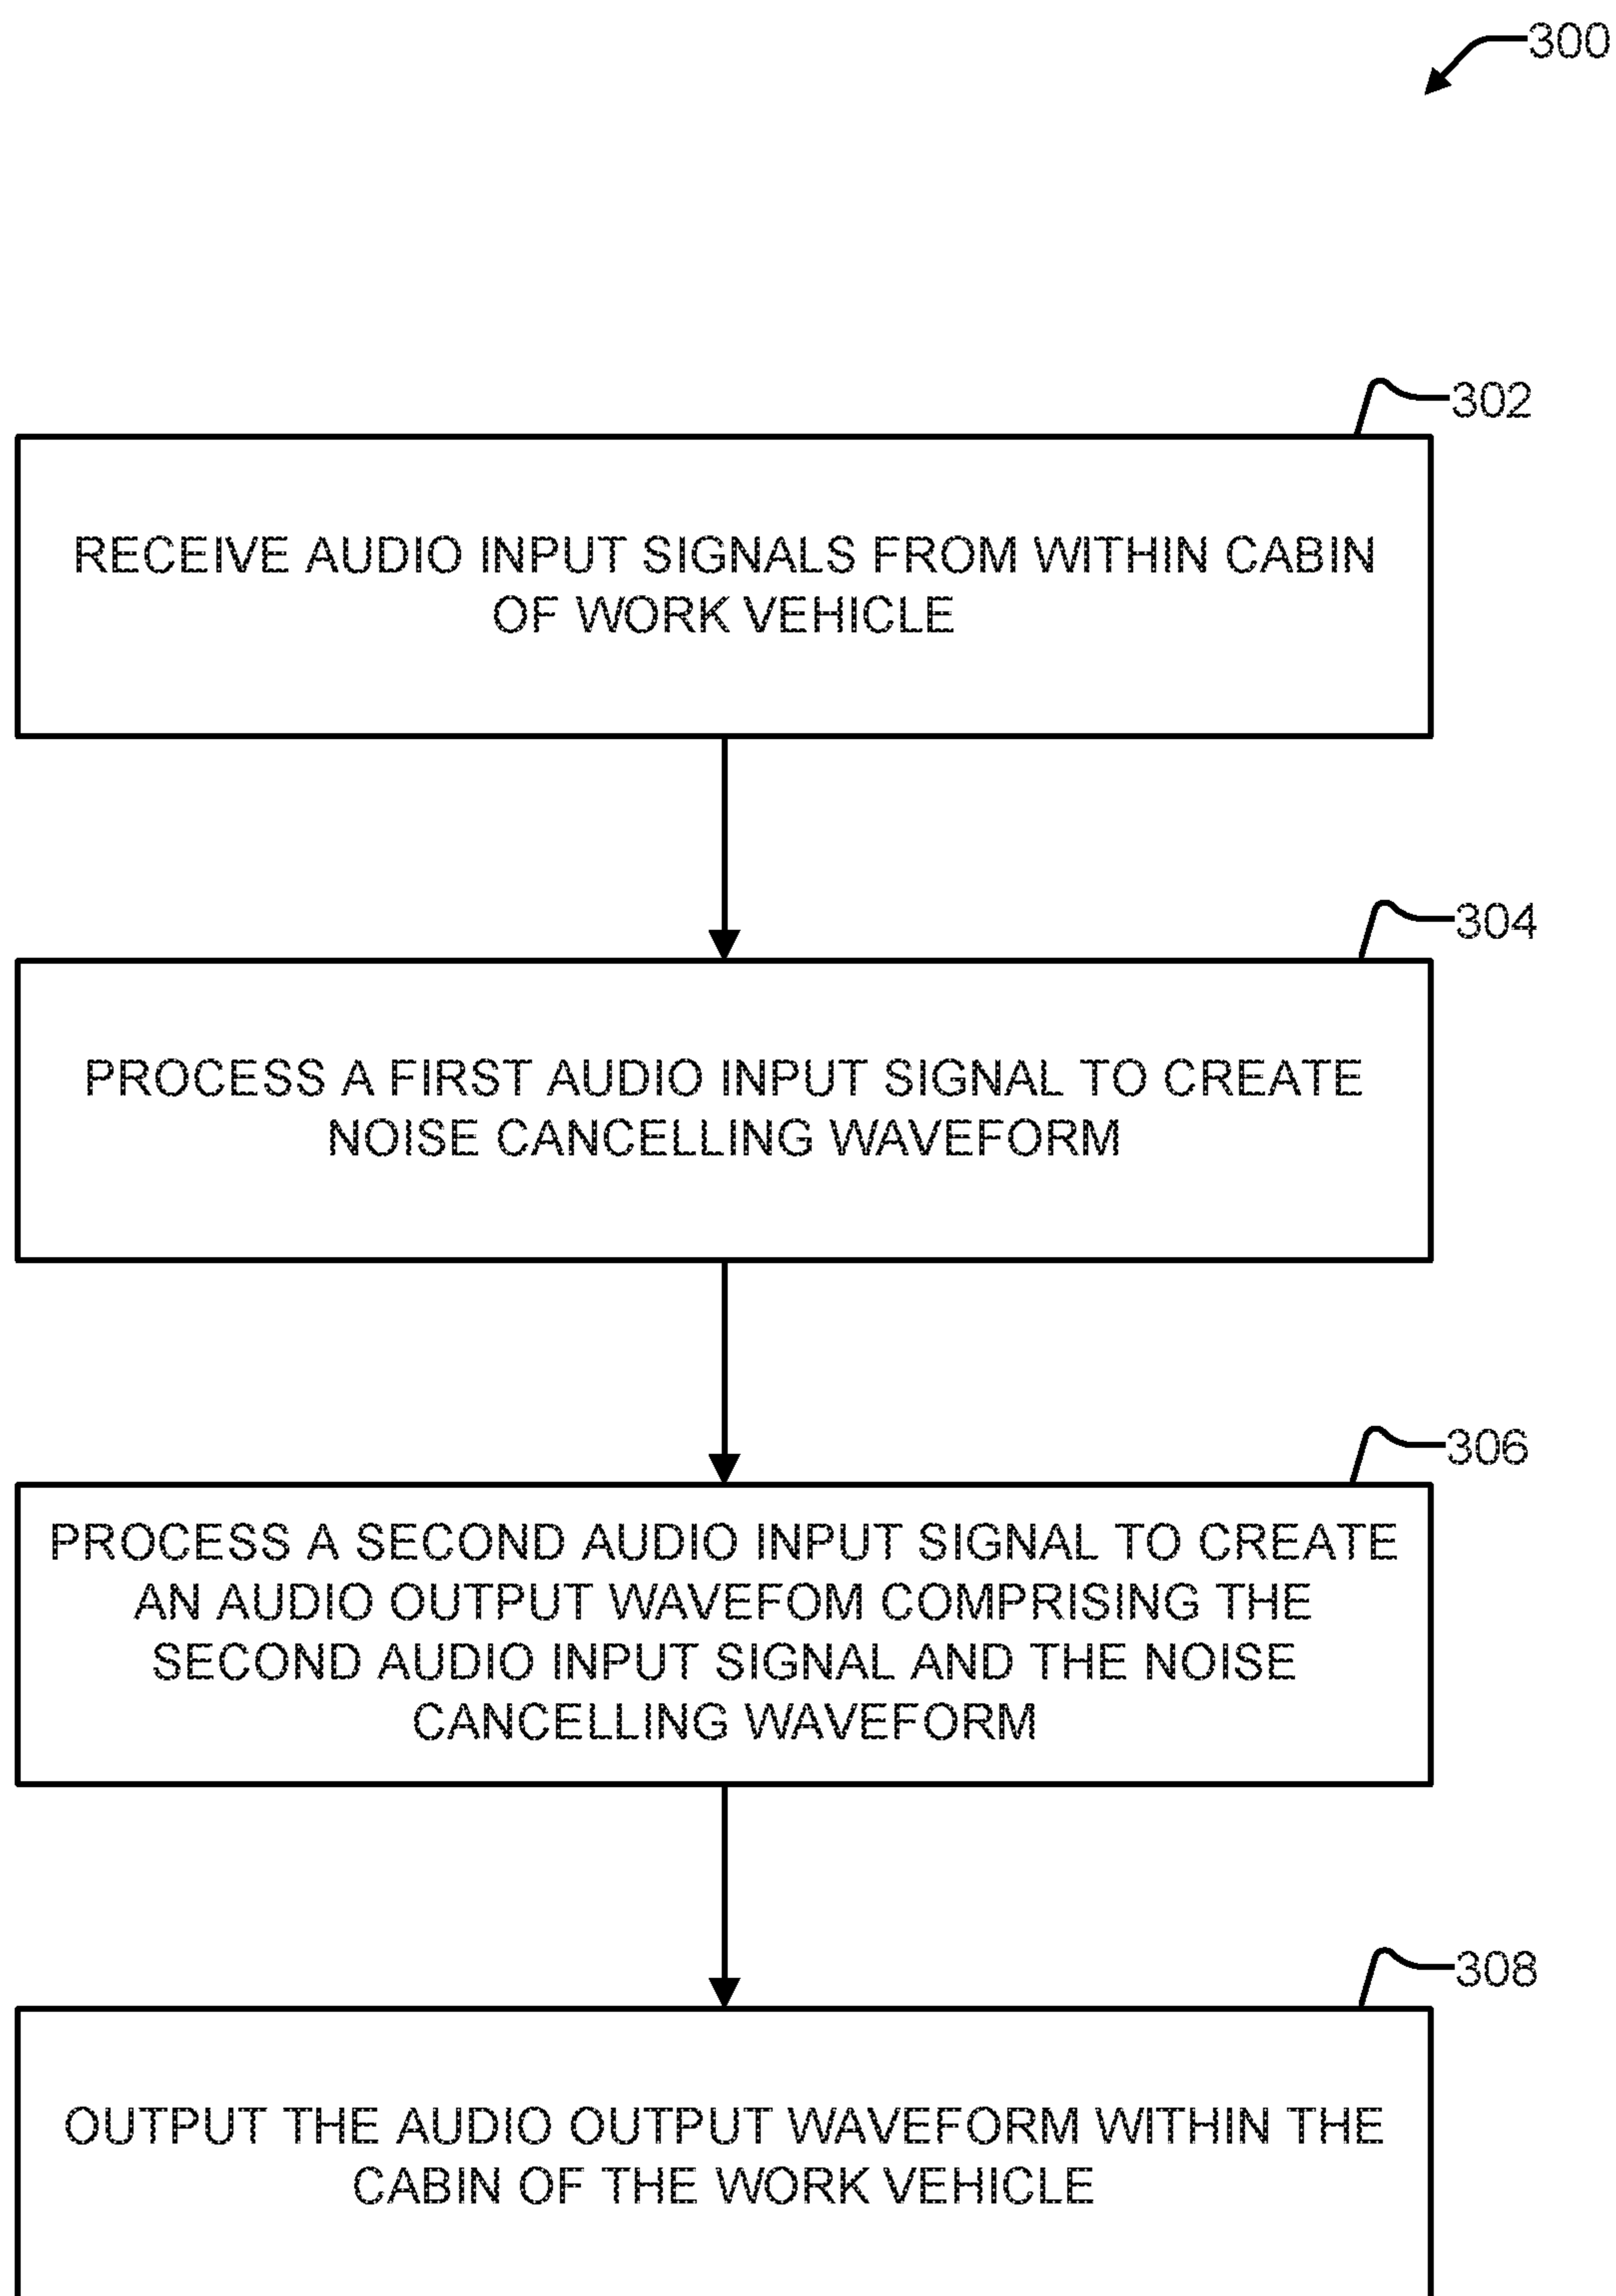 300
302
RECEIVE AUDIO INPUT SIGNALS FROM WITHIN CABIN
OF WORK VEHICLE
304
PROCESS A FIRST AUDIO INPUT SIGNAL TO CREATE
NOISE CANCELLING WAVEFORM
306
PROCESS A SECOND AUDIO INPUT SIGNAL TO CREATE
AN AUDIO OUTPUT WAVEFOM COMPRISING THE
SECOND AUDIO INPUT SIGNAL AND THE NOISE
CANCELLING WAVEFORM
308
OUTPUT THE AUDIO OUTPUT WAVEFORM WITHIN THE
CABIN OF THE WORK VEHICLE